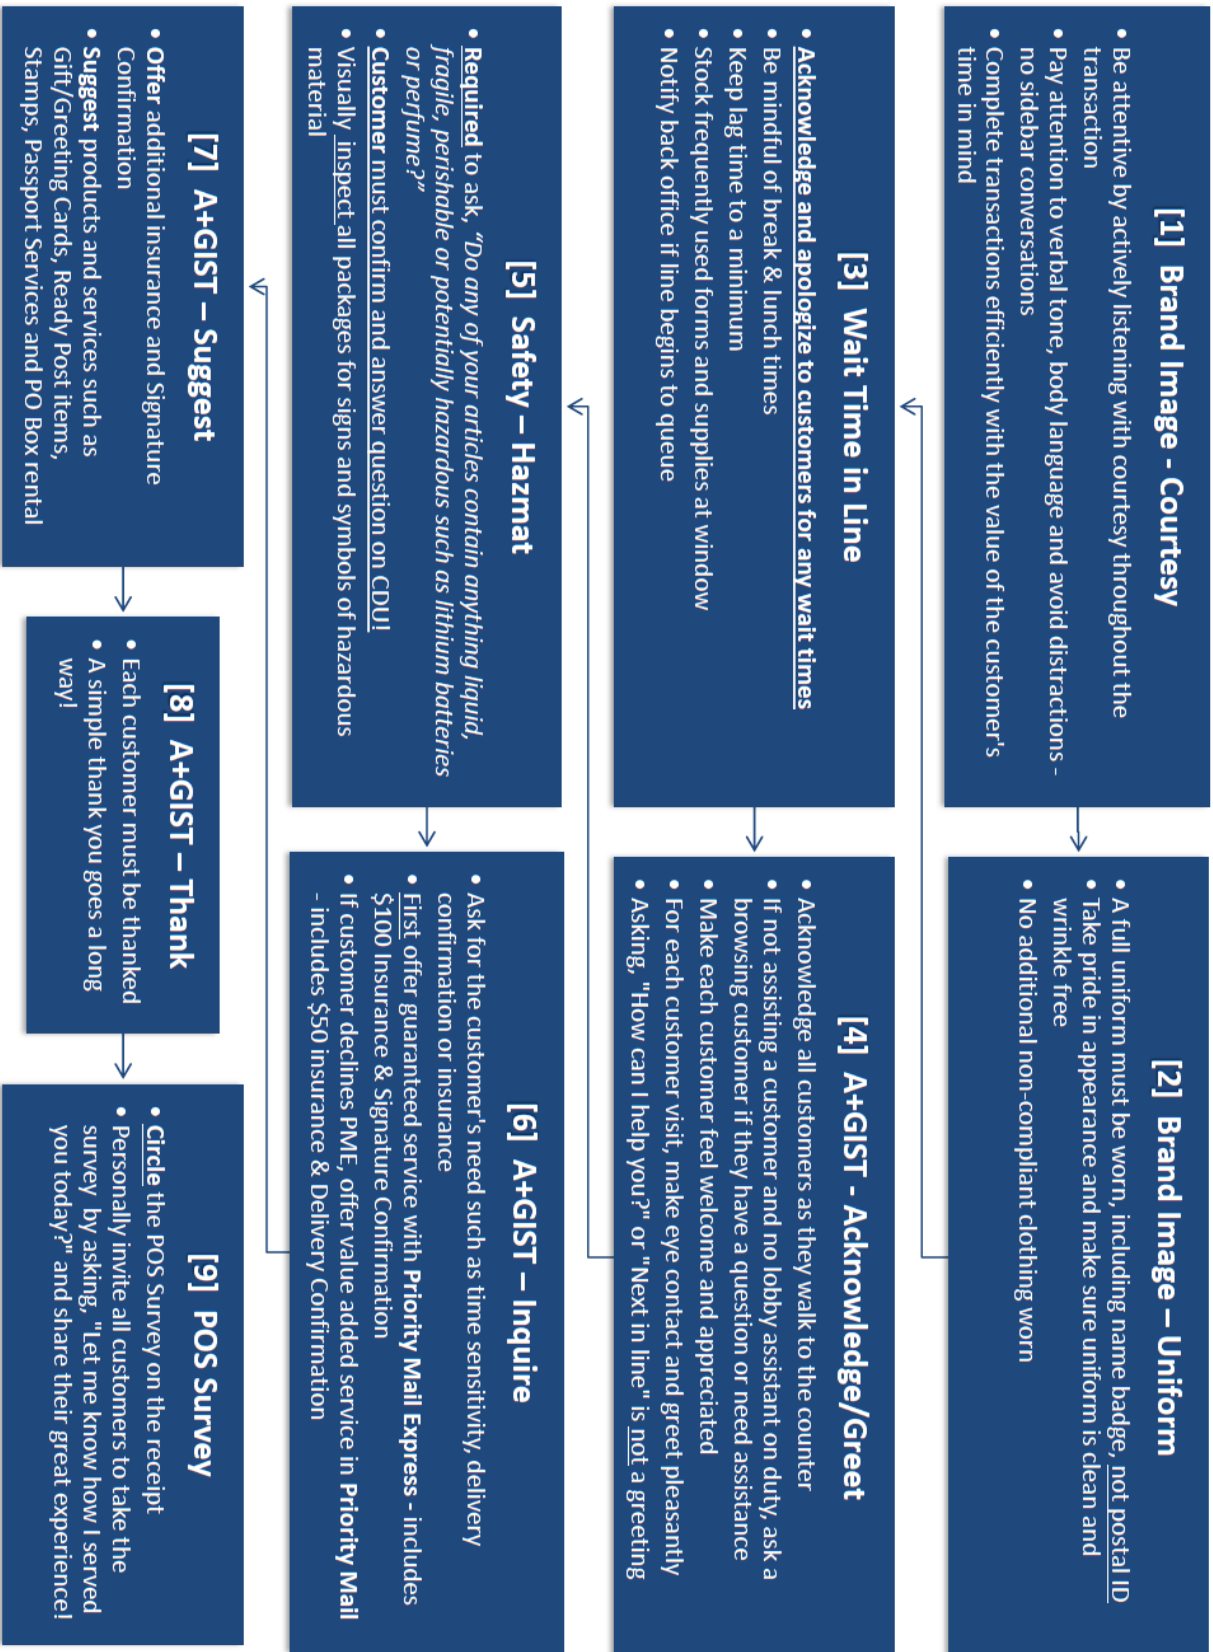 [1] Brand Image - Courtesy
• Be attentive by actively listening with courtesy throughout the
transaction
• Pay attention to verbal tone, body language and avoid distractions -
no sidebar conversations
• Complete transactions efficiently with the value of the customer's
time in mind
[2] Brand Image – Uniform
• A full uniform must be worn, including name badge, not postal ID
• Take pride in appearance and make sure uniform is clean and
wrinkle free
• No additional non-compliant clothing worn
[3] Wait Time in Line
• Acknowledge and apologize to customers for any wait times
• Be mindful of break & lunch times
• Keep lag time to a minimum
• Stock frequently used forms and supplies at window
• Notify back office if line begins to queue
[4] A+GIST - Acknowledge/Greet
• Acknowledge all customers as they walk to the counter
• If not assisting a customer and no lobby assistant on duty, ask a
browsing customer if they have a question or need assistance
• Make each customer feel welcome and appreciated
• For each customer visit, make eye contact and greet pleasantly
• Asking, "How can I help you?" or "Next in line" is not a greeting
[5] Safety – Hazmat
• Required to ask, "Do any of your articles contain anything liquid,
fragile, perishable or potentially hazardous such as lithium batteries
or perfume?"
• Customer must confirm and answer question on CDU!
• Visually inspect all packages for signs and symbols of hazardous
material
[6] A+GIST – Inquire
• Ask for the customer's need such as time sensitivity, delivery
confirmation or insurance
• First offer guaranteed service with Priority Mail Express - includes
$100 Insurance & Signature Confirmation
• If customer declines PME, offer value added service in Priority Mail
- includes $50 insurance & Delivery Confirmation
[7] A+GIST – Suggest
• Offer additional insurance and Signature
Confirmation
• Suggest products and services such as
Gift/Greeting Cards, Ready Post items,
Stamps, Passport Services and PO Box rental
[8] A+GIST – Thank
• Each customer must be thanked
• A simple thank you goes a long
way!
[9] POS Survey
• Circle the POS Survey on the receipt
• Personally invite all customers to take the
survey by asking, "Let me know how I served
you today?" and share their great experience!